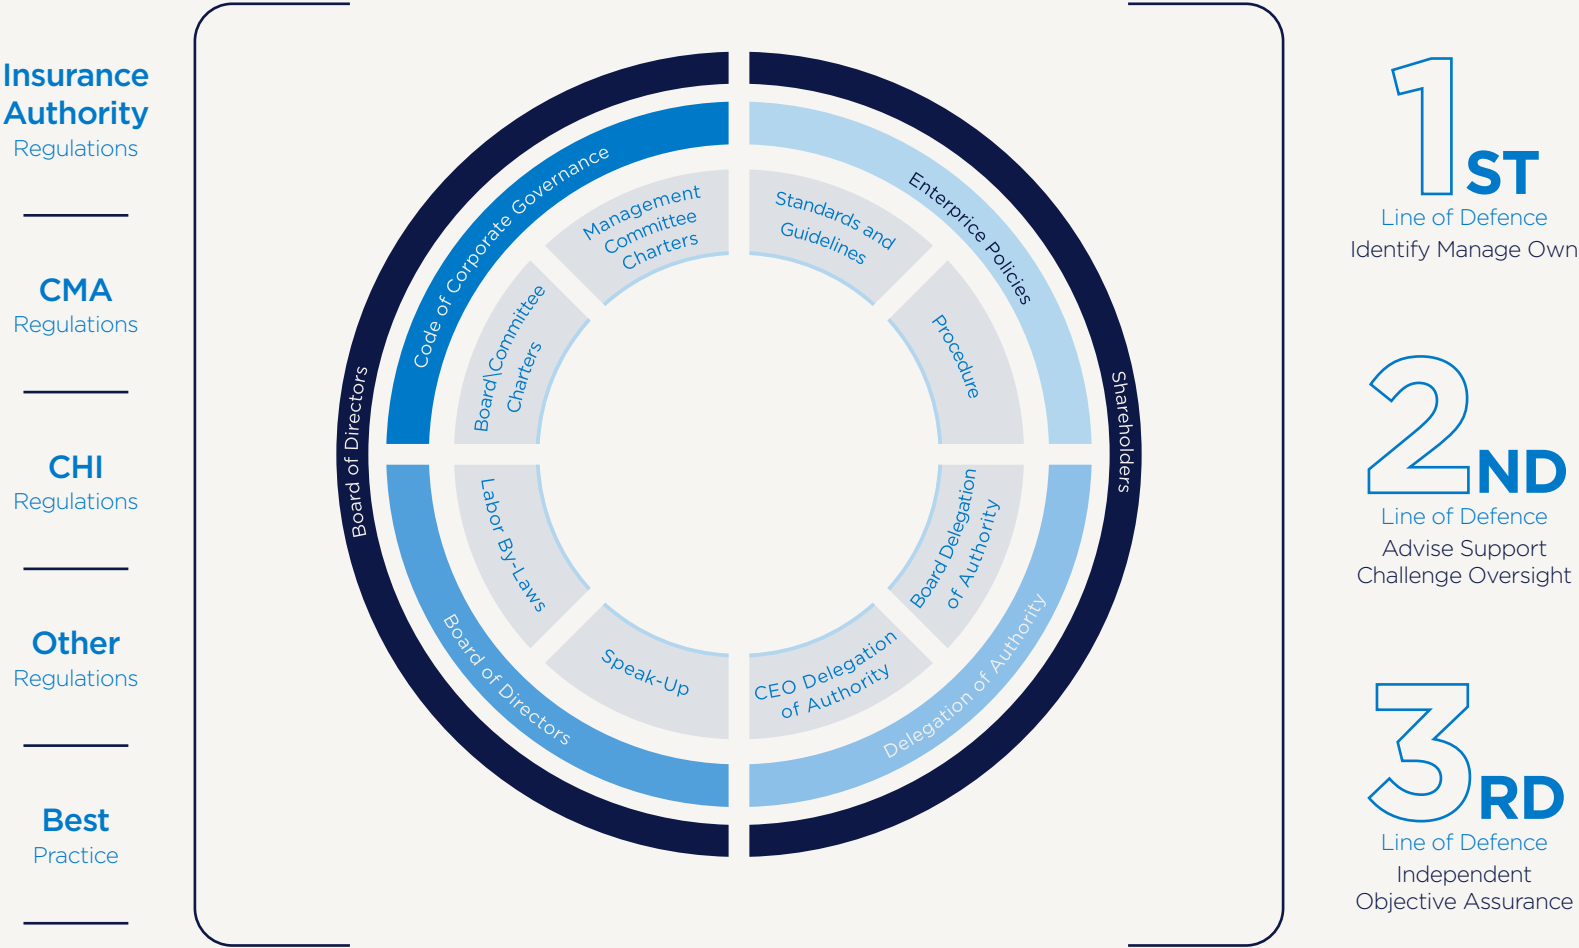 Insurance
Authority
Regulations
CMA
Regulations
CHI
Regulations
Other
Regulations
Best
Practice
Board of Directors
Shareholders
Code of Corporate Governance
Enterprice Policies
Board of Directors
Delegation of Authority
Management
Committee
Charters
Standards and
Guidelines
Board\Committee
Charters
Procedure
Labor By-Laws
Board Delegation
of Authority
Speak-Up
CEO Delegation
of Authority
1ST
Line of Defence
Identify Manage Own
2ND
Line of Defence
Advise Support
Challenge Oversight
3RD
Line of Defence
Independent
Objective Assurance